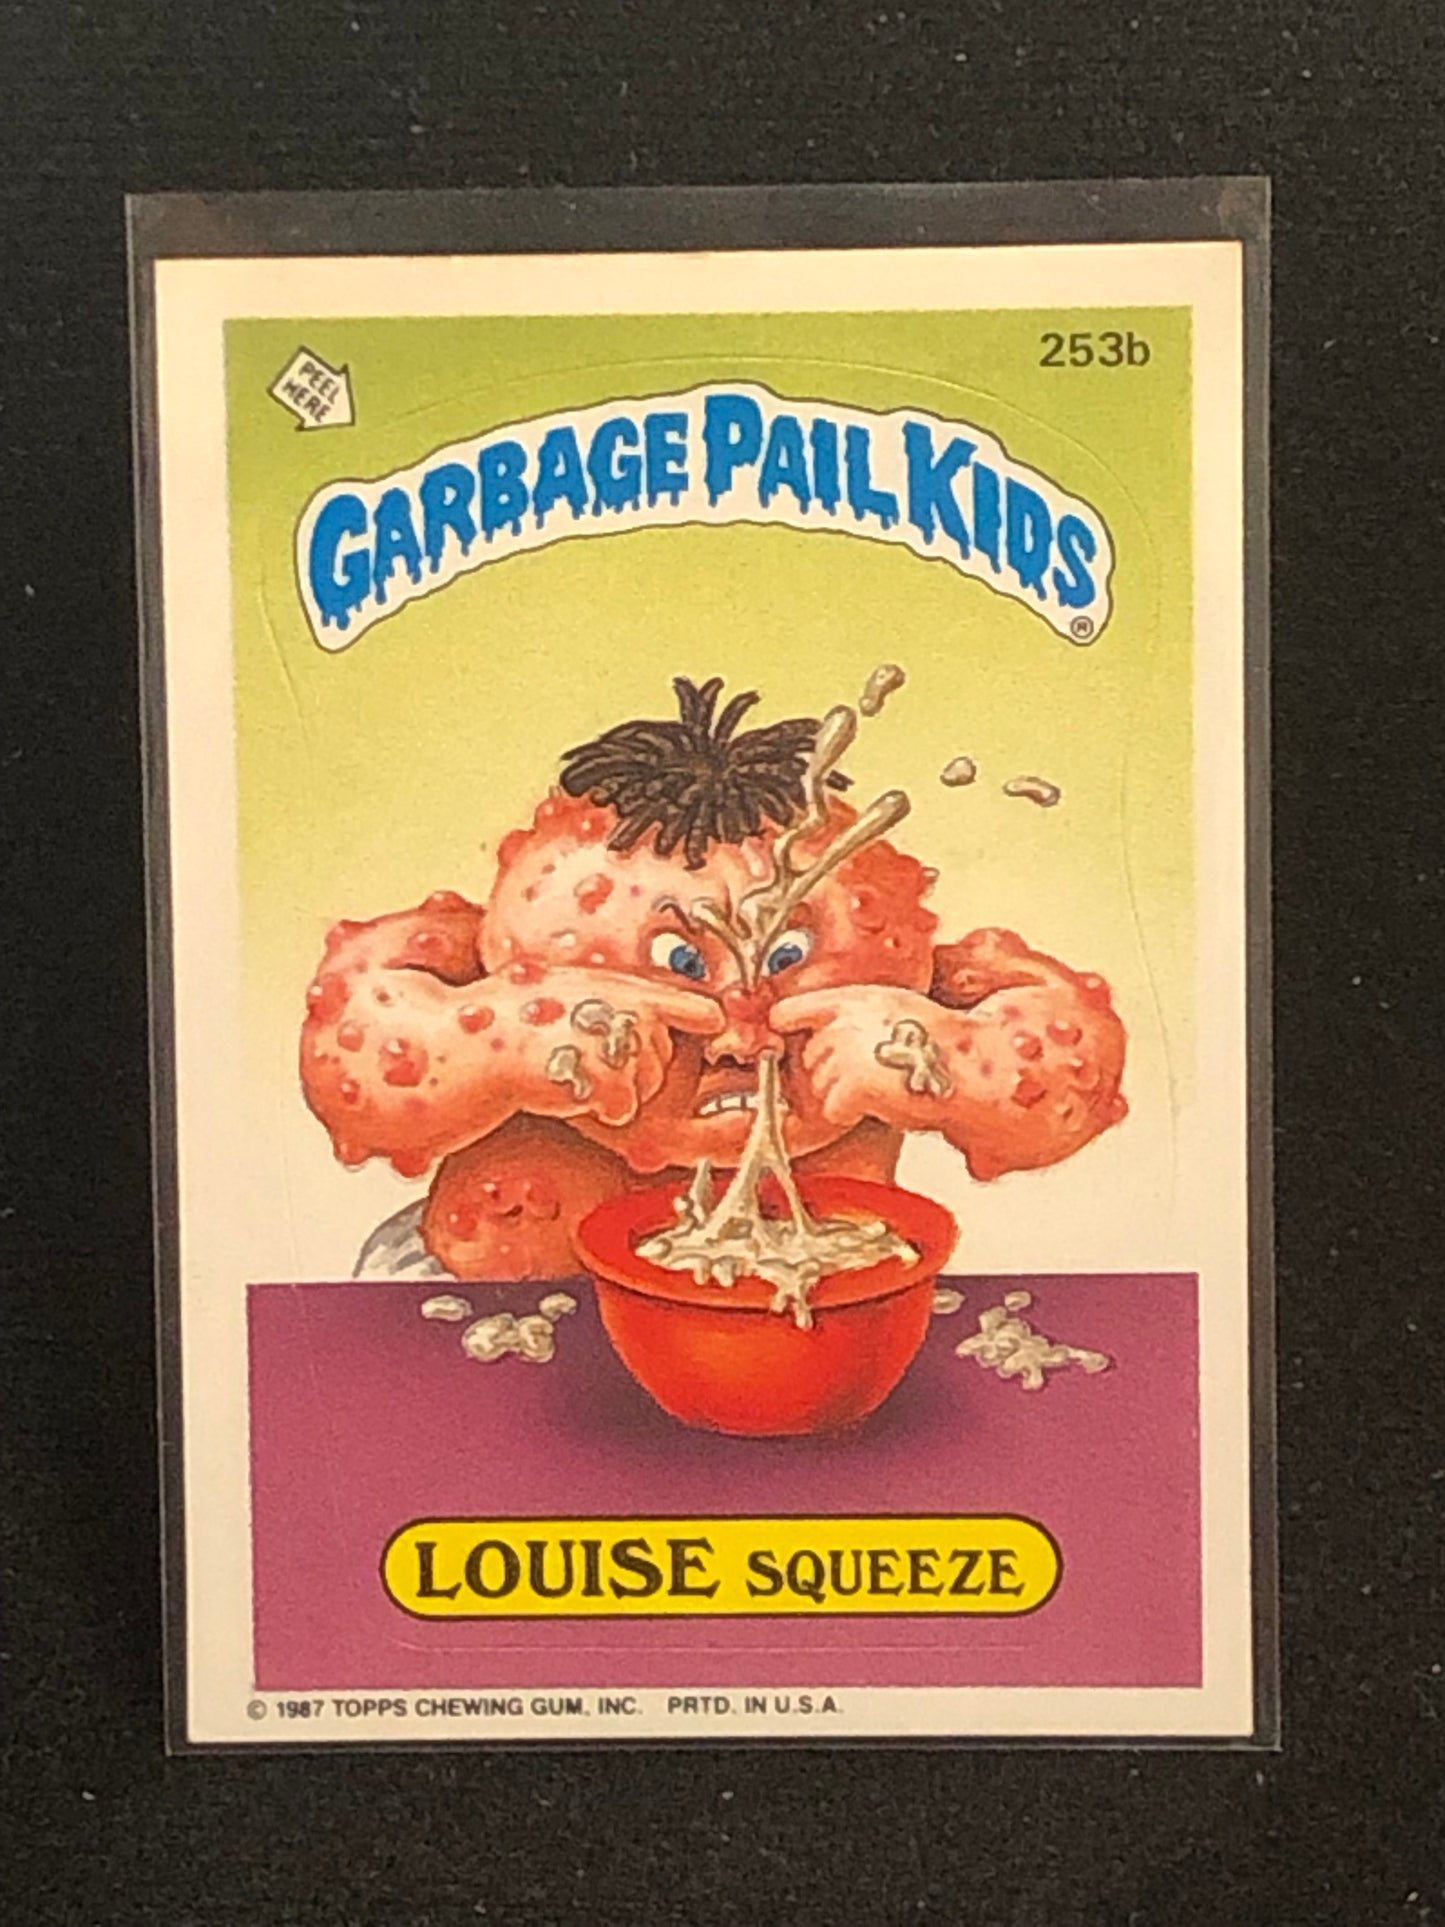 253b
PEEL
HERE
GARBAGE PAIL KIDS
®
LOUISE SQUEEZE
© 1987 TOPPS CHEWING GUM, INC. PRTD. IN U.S.A.